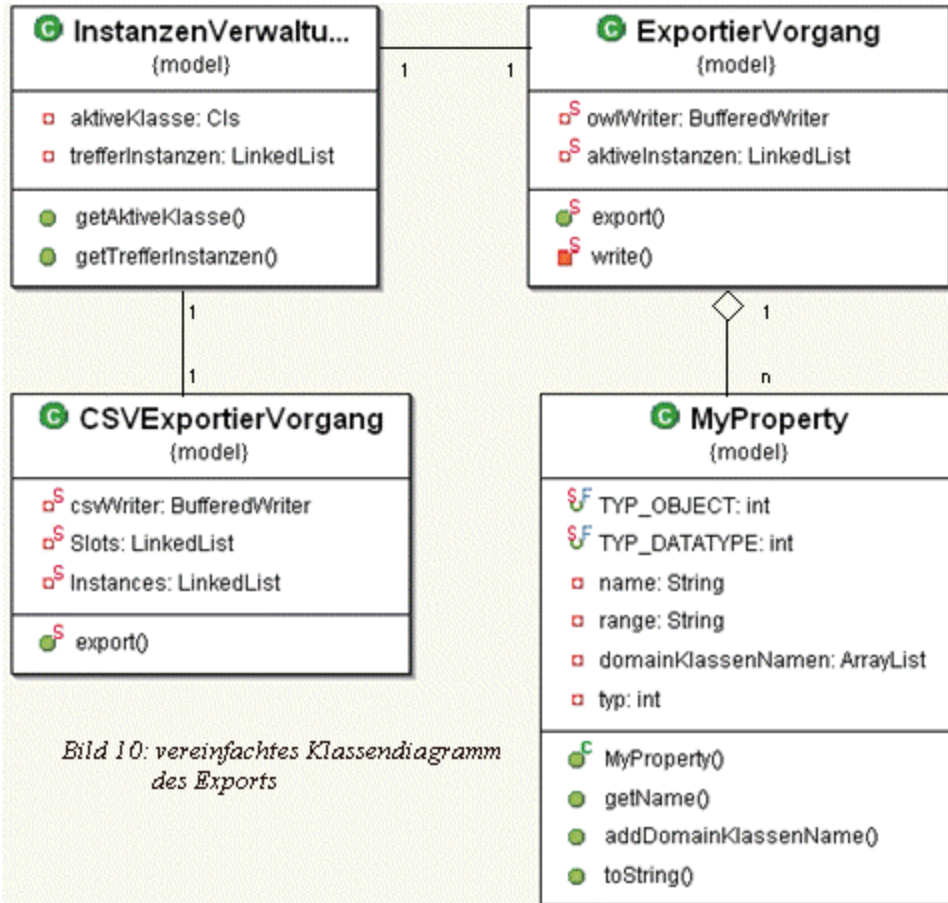 InstanzenVerwaltu...
{model}
aktiveKlasse: Cls
trefferInstanzen: LinkedList
getAktiveKlasse()
getTrefferInstanzen()
1
1
ExportierVorgang
{model}
owlWriter: BufferedWriter
aktiveInstanzen: LinkedList
export()
write()
1
1
1
n
CSVExportierVorgang
{model}
csvWriter: BufferedWriter
Slots: LinkedList
Instances: LinkedList
export()
MyProperty
{model}
TYP_OBJECT: int
TYP_DATATYPE: int
name: String
range: String
domainKlassenNamen: ArrayList
typ: int
MyProperty()
getName()
addDomainKlassenName()
toString()
Bild 10: vereinfachtes Klassendiagramm
des Exports